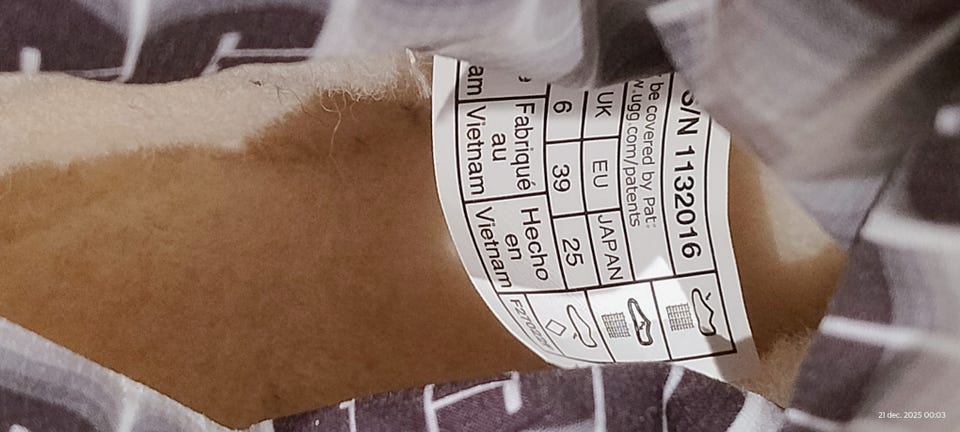 S/N 1132016
be covered by Pat:
w.ugg.com/patents
UK EU JAPAN
6 39 25
Fabriqué au Vietnam
Hecho en Vietnam
am
21 dec. 2025 00:03